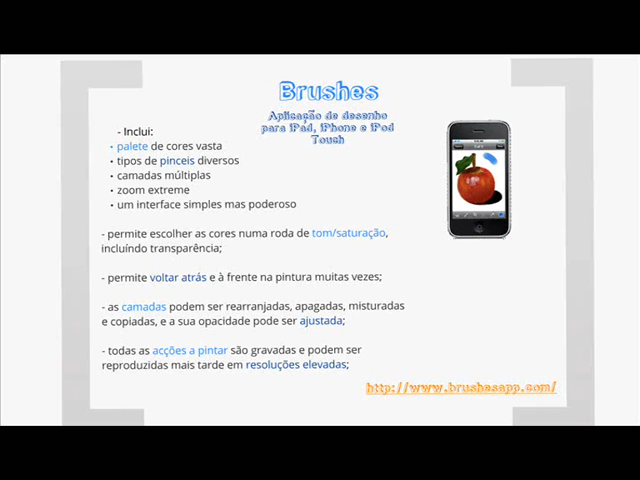 Brushes
Aplicação de desenho
para iPad, iPhone e iPod
Touch
- Inclui:
• palete de cores vasta
• tipos de pinceis diversos
• camadas múltiplas
• zoom extreme
• um interface simples mas poderoso
- permite escolher as cores numa roda de tom/saturação,
incluíndo transparência;
- permite voltar atrás e à frente na pintura muitas vezes;
- as camadas podem ser rearranjadas, apagadas, misturadas
e copiadas, e a sua opacidade pode ser ajustada;
- todas as acções a pintar são gravadas e podem ser
reproduzidas mais tarde em resoluções elevadas;
http://www.brushesapp.com/